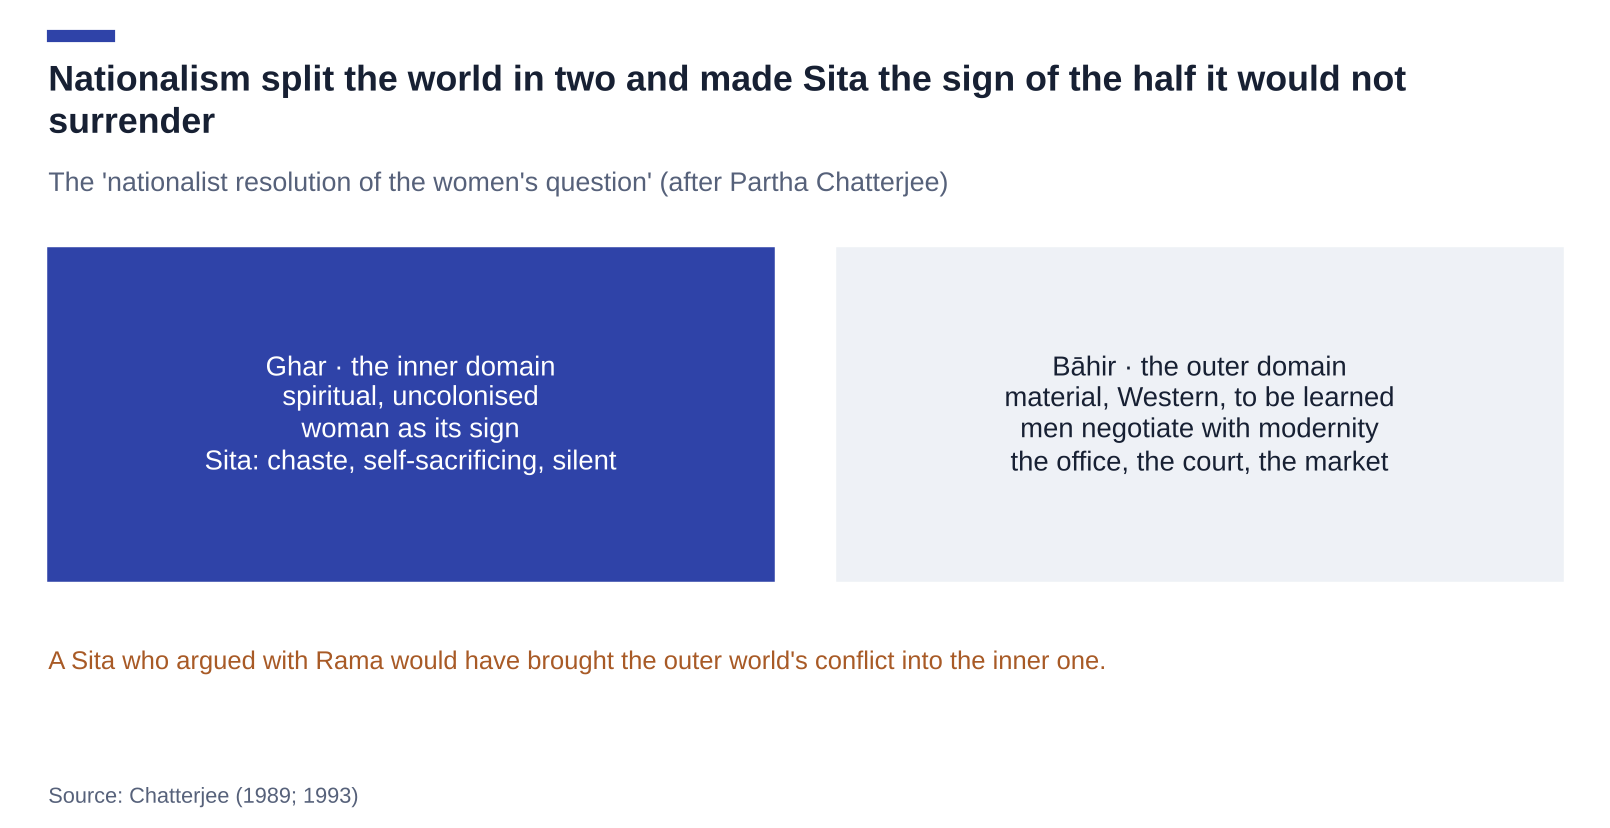 Nationalism split the world in two and made Sita the sign of the half it would not
surrender
The 'nationalist resolution of the women's question' (after Partha Chatterjee)
Ghar · the inner domain
spiritual, uncolonised
woman as its sign
Sita: chaste, self-sacrificing, silent
Bāhir · the outer domain
material, Western, to be learned
men negotiate with modernity
the office, the court, the market
A Sita who argued with Rama would have brought the outer world's conflict into the inner one.
Source: Chatterjee (1989; 1993)